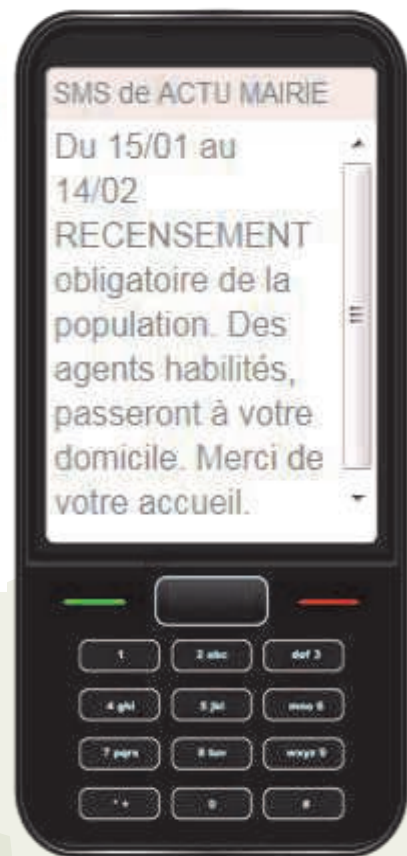 SMS de ACTU MAIRIE
Du 15/01 au
14/02
RECENSEMENT
obligatoire de la
population. Des
agents habilités,
passeront à votre
domicile. Merci de
votre accueil.
1 2 abc def 3
4 ghi 5 jkl mno 6
7 pqrs 8 tuv wxyz 9
* + 0 #